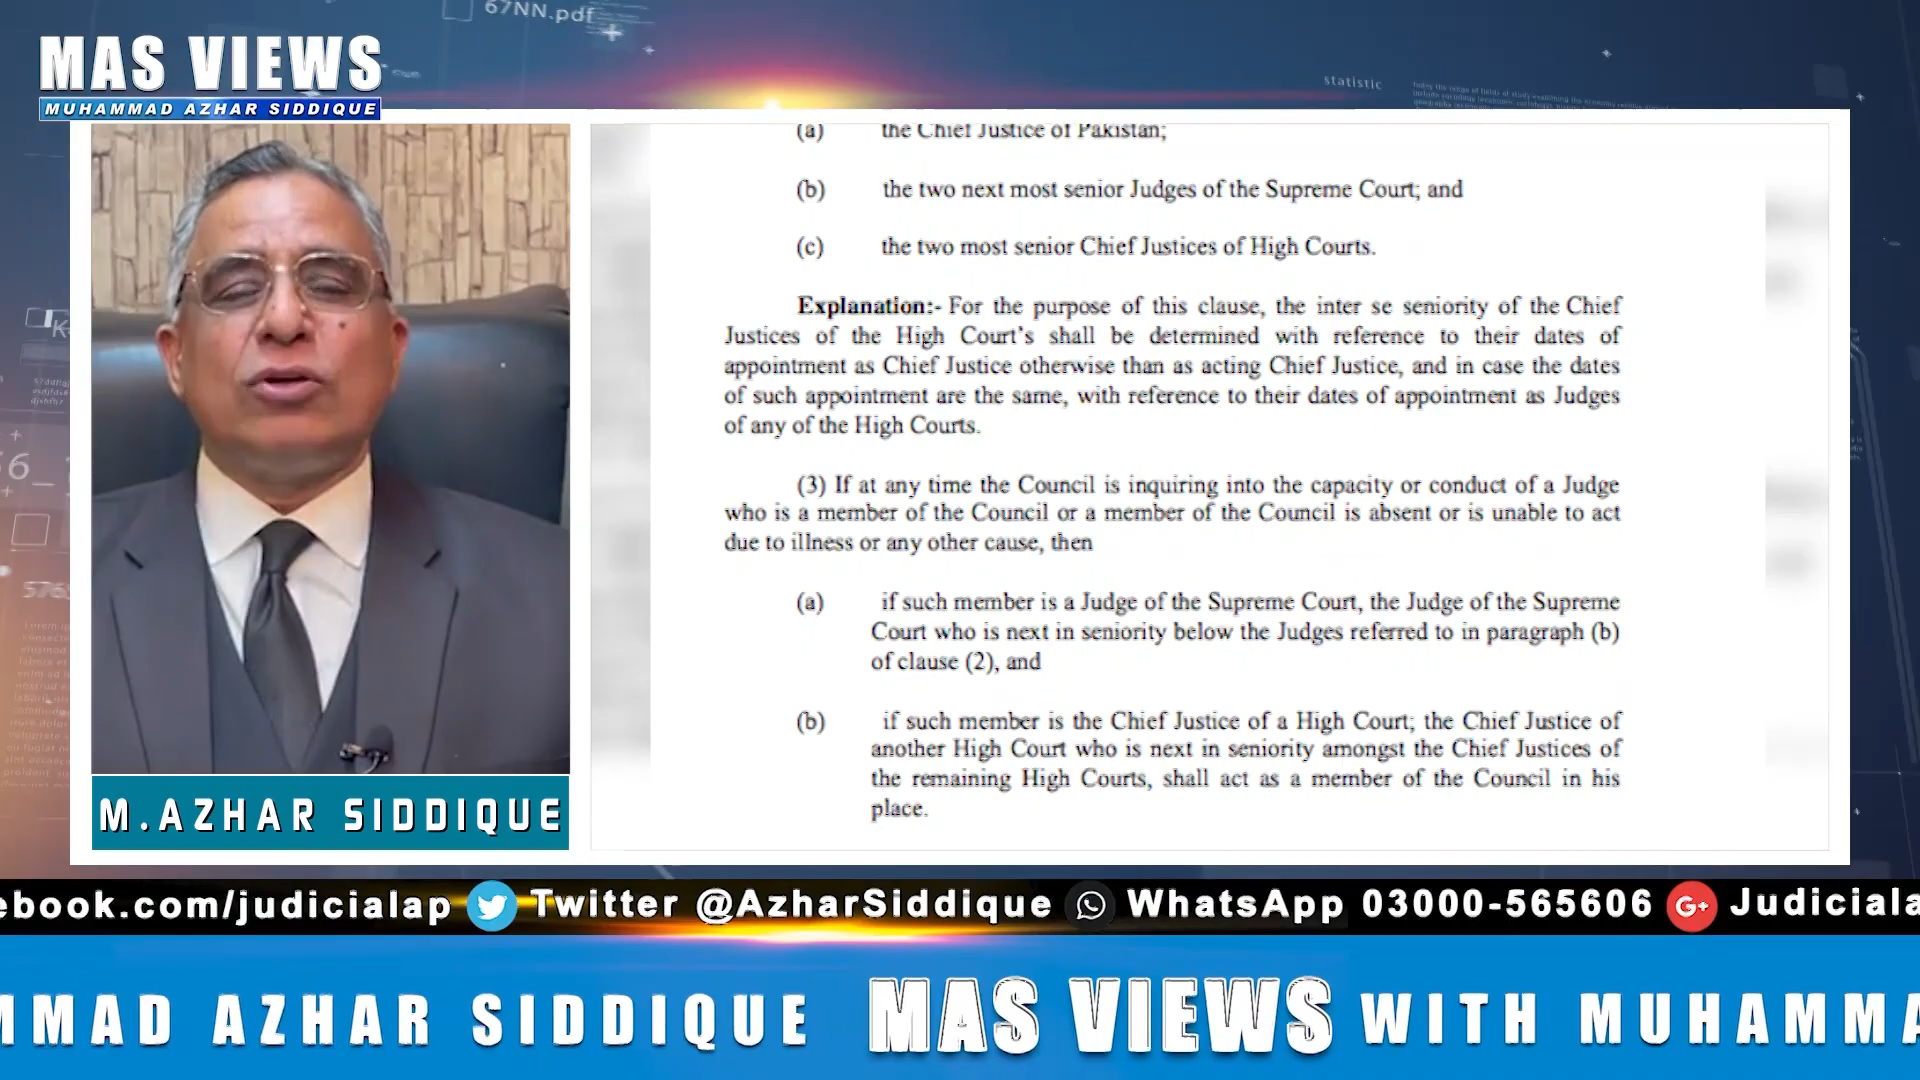 67NN.pdf
MAS VIEWS
MUHAMMAD AZHAR SIDDIQUE
statistic
(a) the Chief Justice of Pakistan;
(b) the two next most senior Judges of the Supreme Court; and
(c) the two most senior Chief Justices of High Courts.
Explanation:- For the purpose of this clause, the inter se seniority of the Chief
Justices of the High Court's shall be determined with reference to their dates of
appointment as Chief Justice otherwise than as acting Chief Justice, and in case the dates
of such appointment are the same, with reference to their dates of appointment as Judges
of any of the High Courts.
(3) If at any time the Council is inquiring into the capacity or conduct of a Judge
who is a member of the Council or a member of the Council is absent or is unable to act
due to illness or any other cause, then
(a) if such member is a Judge of the Supreme Court, the Judge of the Supreme
Court who is next in seniority below the Judges referred to in paragraph (b)
of clause (2), and
(b) if such member is the Chief Justice of a High Court; the Chief Justice of
another High Court who is next in seniority amongst the Chief Justices of
the remaining High Courts, shall act as a member of the Council in his
place.
M.AZHAR SIDDIQUE
ebook.com/judicialap Twitter @AzharSiddique WhatsApp 03000-565606 G+ Judiciala
MMAD AZHAR SIDDIQUE MAS VIEWS WITH MUHAMMA